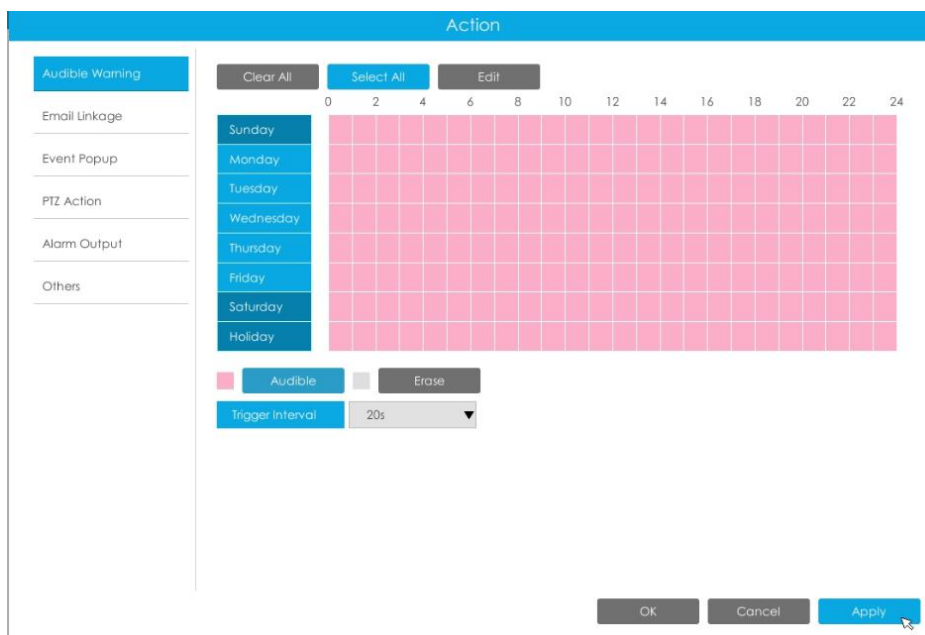 Action
Audible Warning
Email Linkage
Event Popup
PTZ Action
Alarm Output
Others
Clear All Select All Edit
0 2 4 6 8 10 12 14 16 18 20 22 24
Sunday
Monday
Tuesday
Wednesday
Thursday
Friday
Saturday
Holiday
Audible Erase
Trigger Interval 20s
OK Cancel Apply